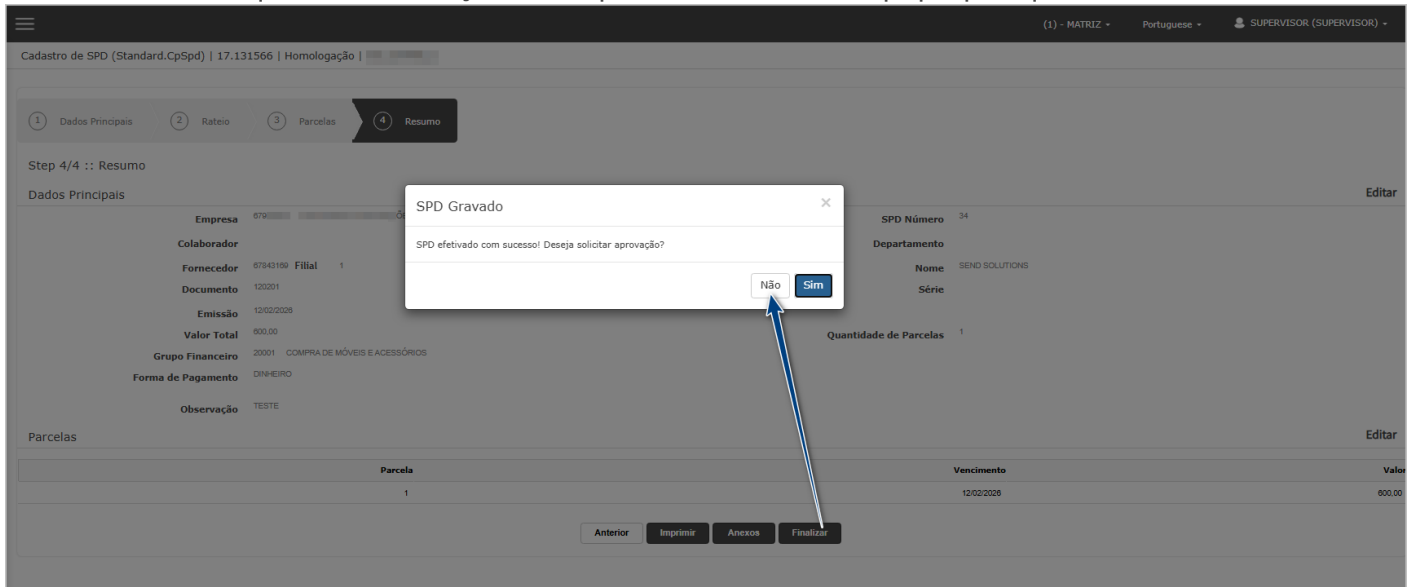 (1) - MATRIZ Portuguese SUPERVISOR (SUPERVISOR)
Cadastro de SPD (Standard.CpSpd) | 17.131566 | Homologação |
1 Dados Principais 2 Rateio 3 Parcelas 4 Resumo
Step 4/4 :: Resumo
Dados Principais Editar
SPD Gravado ×
SPD efetivado com sucesso! Deseja solicitar aprovação?
Não Sim
Empresa 679 SPD Número 34
Colaborador Departamento
Fornecedor 67843169 Filial 1 Nome SEND SOLUTIONS
Documento 120201 Série
Emissão 12/02/2026
Valor Total 600,00 Quantidade de Parcelas 1
Grupo Financeiro 20001 COMPRA DE MÓVEIS E ACESSÓRIOS
Forma de Pagamento DINHEIRO
Observação TESTE
Parcelas Editar
Parcela Vencimento Valor
1 12/02/2026 600,00
Anterior Imprimir Anexos Finalizar